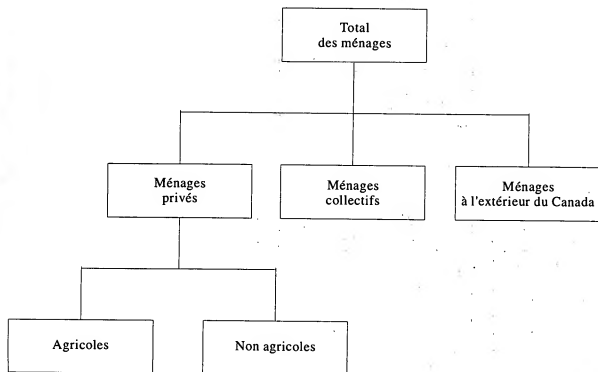 Total
des ménages
Ménages
privés
Ménages
collectifs
Ménages
à l'extérieur du Canada
Agricoles
Non agricoles